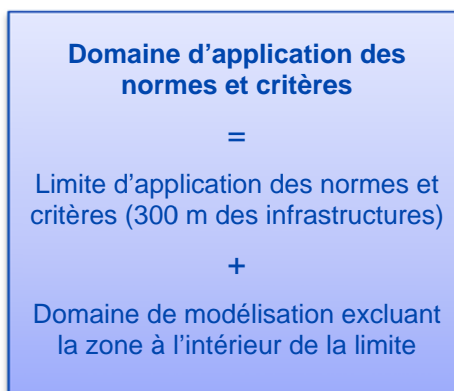 Domaine d’application des
normes et critères
=
Limite d’application des normes et
critères (300 m des infrastructures)
+
Domaine de modélisation excluant
la zone à l’intérieur de la limite